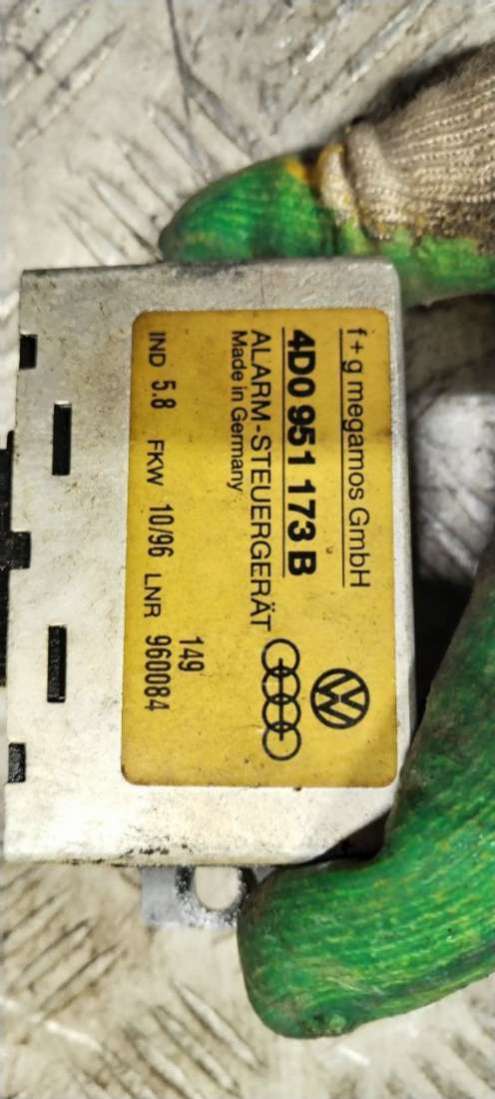 f+g megamos GmbH
4D0 951 173 B
ALARM-STEUERGERÄT
Made in Germany
149
IND 5.8 FKW 10/96 LNR 960084